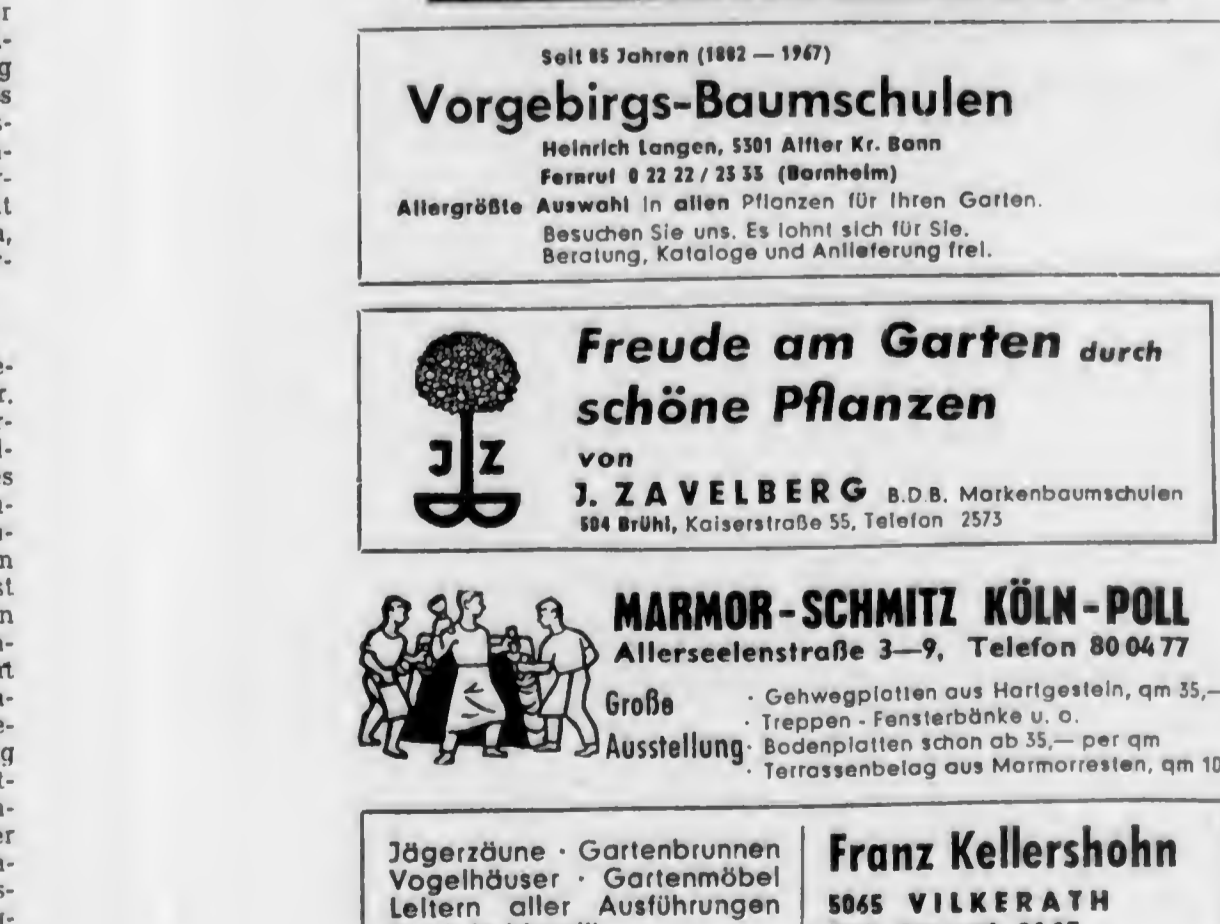 r
-
g
s
s-
-
r-
t
,
-
Seit 85 Jahren (1882 — 1967)
Vorgebirgs-Baumschulen
Heinrich Langen, 5301 Alfter Kr. Bonn
Fernruf 0 22 22 / 23 33 (Bornheim)
Allergrößte Auswahl in allen Pflanzen für Ihren Garten.
Besuchen Sie uns. Es lohnt sich für Sie.
Beratung, Kataloge und Anlieferung frei.
Freude am Garten durch
schöne Pflanzen
von
J. ZAVELBERG B.D.B. Markenbaumschulen
504 Brühl, Kaiserstraße 55, Telefon 2573
J Z
B B
MARMOR-SCHMITZ KÖLN-POLL
Allerseelenstraße 3—9, Telefon 80 04 77
Große
Ausstellung
· Gehwegplatten aus Hartgestein, qm 35,—
· Treppen - Fensterbänke u. a.
· Bodenplatten schon ab 35,— per qm
· Terrassenbelag aus Marmorresten, qm 10
Jägerzäune · Gartenbrunnen
Vogelhäuser · Gartenmöbel
Leitern aller Ausführungen
Franz Kellershohn
5065 VILKERATH